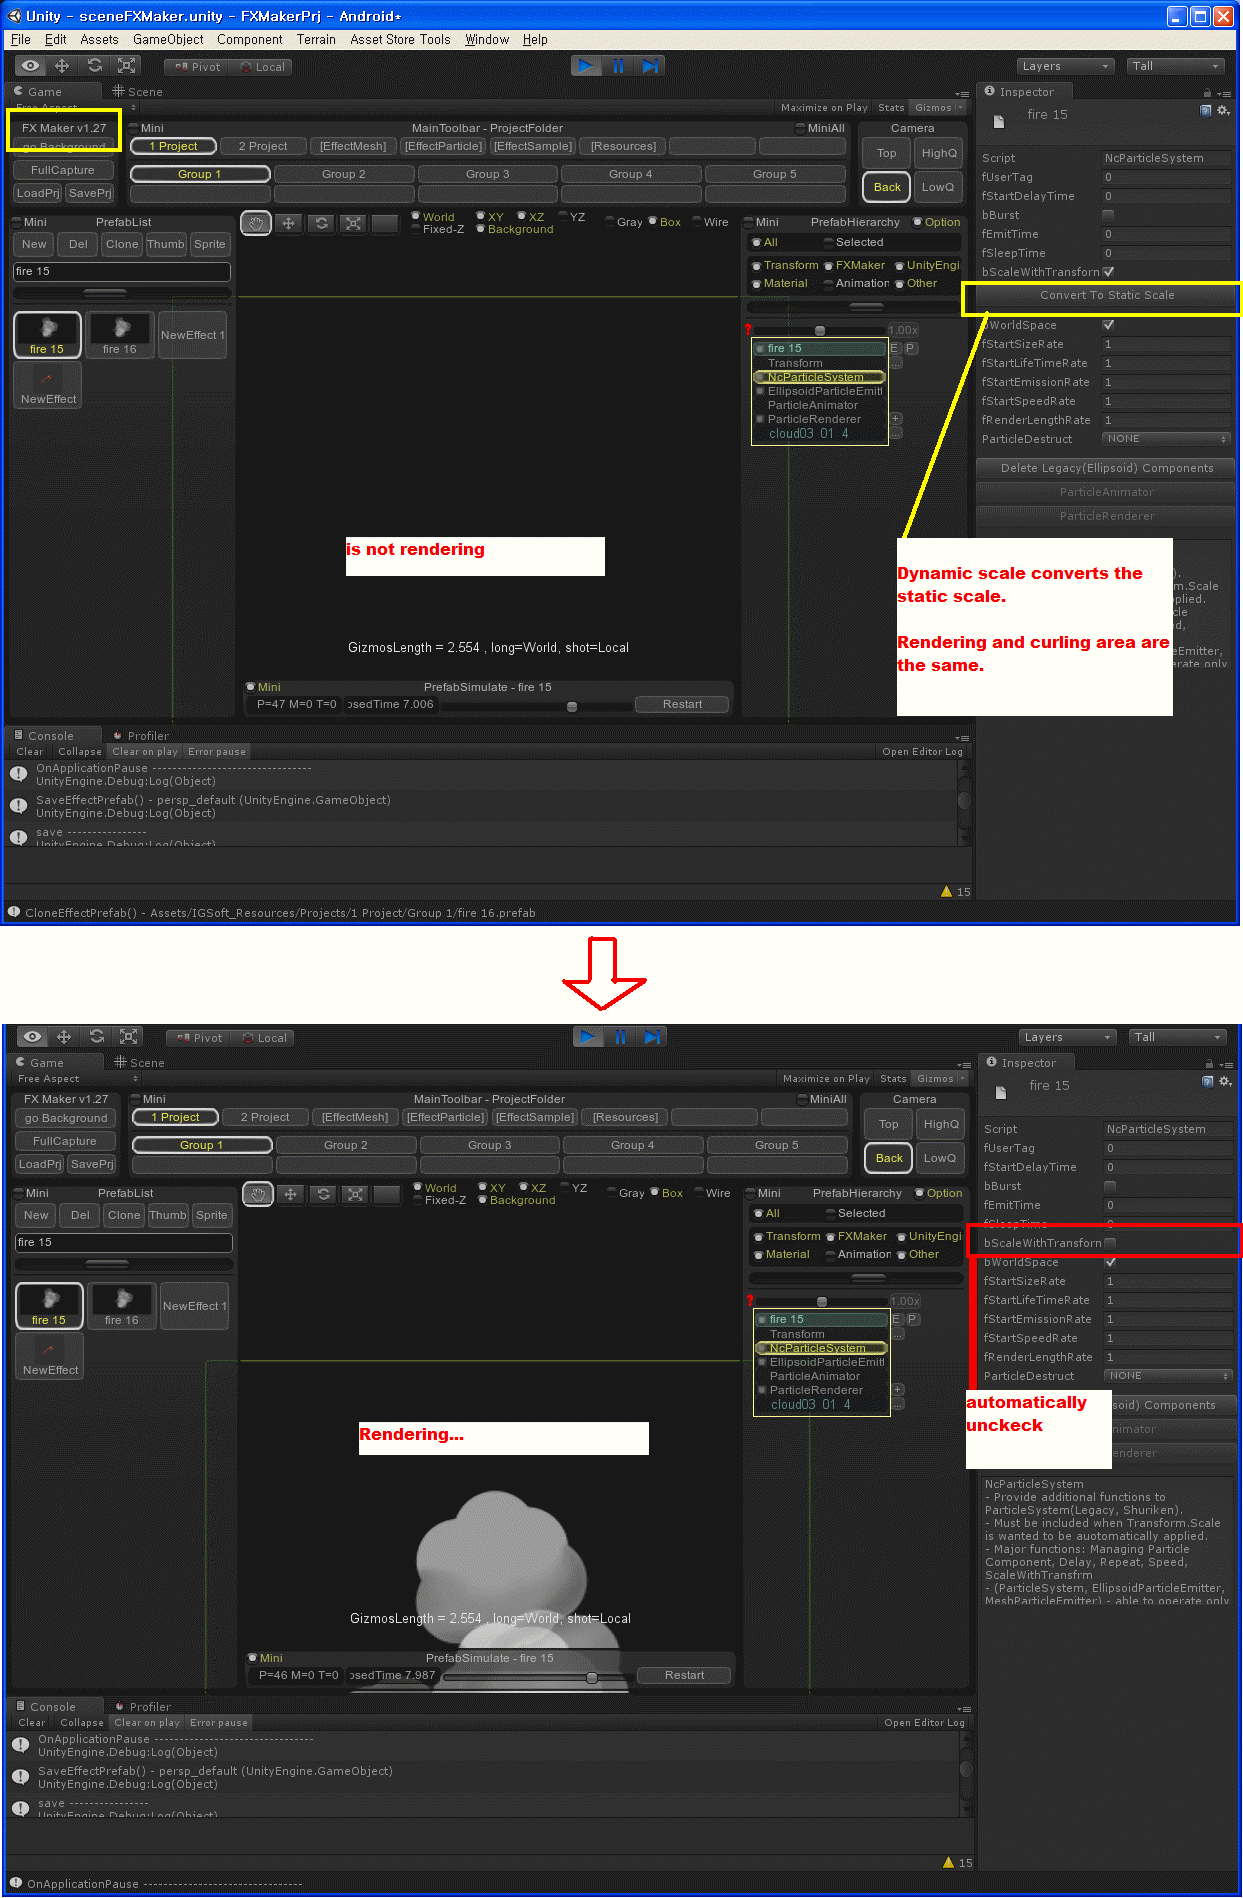 Unity - sceneFXMaker.unity - FXMakerPrj - Android*
File Edit Assets GameObject Component Terrain Asset Store Tools Window Help
Pivot Local Layers Tall
Game Scene Inspector
Free Aspect Maximize on Play Stats Gizmos
fire 15
FX Maker v1.27 Mini MainToolbar - ProjectFolder MiniAll Camera
go Background 1 Project 2 Project [EffectMesh] [EffectParticle] [EffectSample] [Resources] Top HighQ
FullCapture Group 1 Group 2 Group 3 Group 4 Group 5
LoadPrj SavePrj Back LowQ
Mini PrefabList
New Del Clone Thumb Sprite
fire 15
fire 15 fire 16 NewEffect 1
NewEffect
World XY XZ YZ Gray Box Wire
Fixed-Z Background
Mini PrefabHierarchy Option
All Selected
Transform FXMaker UnityEngi
Material Animation Other
? 1.00x
fire 15 E P
Transform ...
NcParticleSystem
EllipsoidParticleEmitt
ParticleAnimator
ParticleRenderer +
cloud03_01_4 ...
Script NcParticleSystem
fUserTag 0
fStartDelayTime 0
bBurst
fEmitTime 0
fSleepTime 0
bScaleWithTransforn
Convert To Static Scale
bWorldSpace
fStartSizeRate 1
fStartLifeTimeRate 1
fStartEmissionRate 1
fStartSpeedRate 1
fRenderLengthRate 1
ParticleDestruct NONE
Delete Legacy(Ellipsoid) Components
ParticleAnimator
ParticleRenderer
is not rendering
Dynamic scale converts the
static scale.
Rendering and curling area are
the same.
).
m.Scale
plied.
cle
ed,
eEmitter,
erate only
GizmosLength = 2.554 , long=World, shot=Local
Mini PrefabSimulate - fire 15
P=47 M=0 T=0 osedTime 7.006 Restart
Console Profiler
Clear Collapse Clear on play Error pause Open Editor Log
OnApplicationPause --------------------------------
UnityEngine.Debug:Log(Object)
SaveEffectPrefab() - persp_default (UnityEngine.GameObject)
UnityEngine.Debug:Log(Object)
save ----------------
UnityEngine.Debug:Log(Object)
15
CloneEffectPrefab() - Assets/IGSoft_Resources/Projects/1 Project/Group 1/fire 16.prefab
Pivot Local Layers Tall
Game Scene Inspector
Free Aspect Maximize on Play Stats Gizmos
fire 15
FX Maker v1.27 Mini MainToolbar - ProjectFolder MiniAll Camera
go Background 1 Project 2 Project [EffectMesh] [EffectParticle] [EffectSample] [Resources] Top HighQ
FullCapture Group 1 Group 2 Group 3 Group 4 Group 5
LoadPrj SavePrj Back LowQ
Mini PrefabList
New Del Clone Thumb Sprite
fire 15
fire 15 fire 16 NewEffect 1
NewEffect
World XY XZ YZ Gray Box Wire
Fixed-Z Background
Mini PrefabHierarchy Option
All Selected
Transform FXMaker UnityEngi
Material Animation Other
? 1.00x
fire 15 E P
Transform ...
NcParticleSystem
EllipsoidParticleEmitt
ParticleAnimator
ParticleRenderer +
cloud03_01_4 ...
Script NcParticleSystem
fUserTag 0
fStartDelayTime 0
bBurst
fEmitTime 0
fSleepTime 0
bScaleWithTransforn
bWorldSpace
fStartSizeRate 1
fStartLifeTimeRate 1
fStartEmissionRate 1
fStartSpeedRate 1
fRenderLengthRate 1
ParticleDestruct NONE
soid) Components
nimator
enderer
automatically
unckeck
NcParticleSystem
- Provide additional functions to
ParticleSystem(Legacy, Shuriken).
- Must be included when Transform.Scale
is wanted to be auotomatically applied.
- Major functions: Managing Particle
Component, Delay, Repeat, Speed,
ScaleWithTransfrm
- (ParticleSystem, EllipsoidParticleEmitter,
MeshParticleEmitter) - able to operate only
Rendering...
GizmosLength = 2.554 , long=World, shot=Local
Mini PrefabSimulate - fire 15
P=46 M=0 T=0 osedTime 7.987 Restart
Console Profiler
Clear Collapse Clear on play Error pause Open Editor Log
OnApplicationPause --------------------------------
UnityEngine.Debug:Log(Object)
SaveEffectPrefab() - persp_default (UnityEngine.GameObject)
UnityEngine.Debug:Log(Object)
save ----------------
UnityEngine.Debug:Log(Object)
15
OnApplicationPause --------------------------------